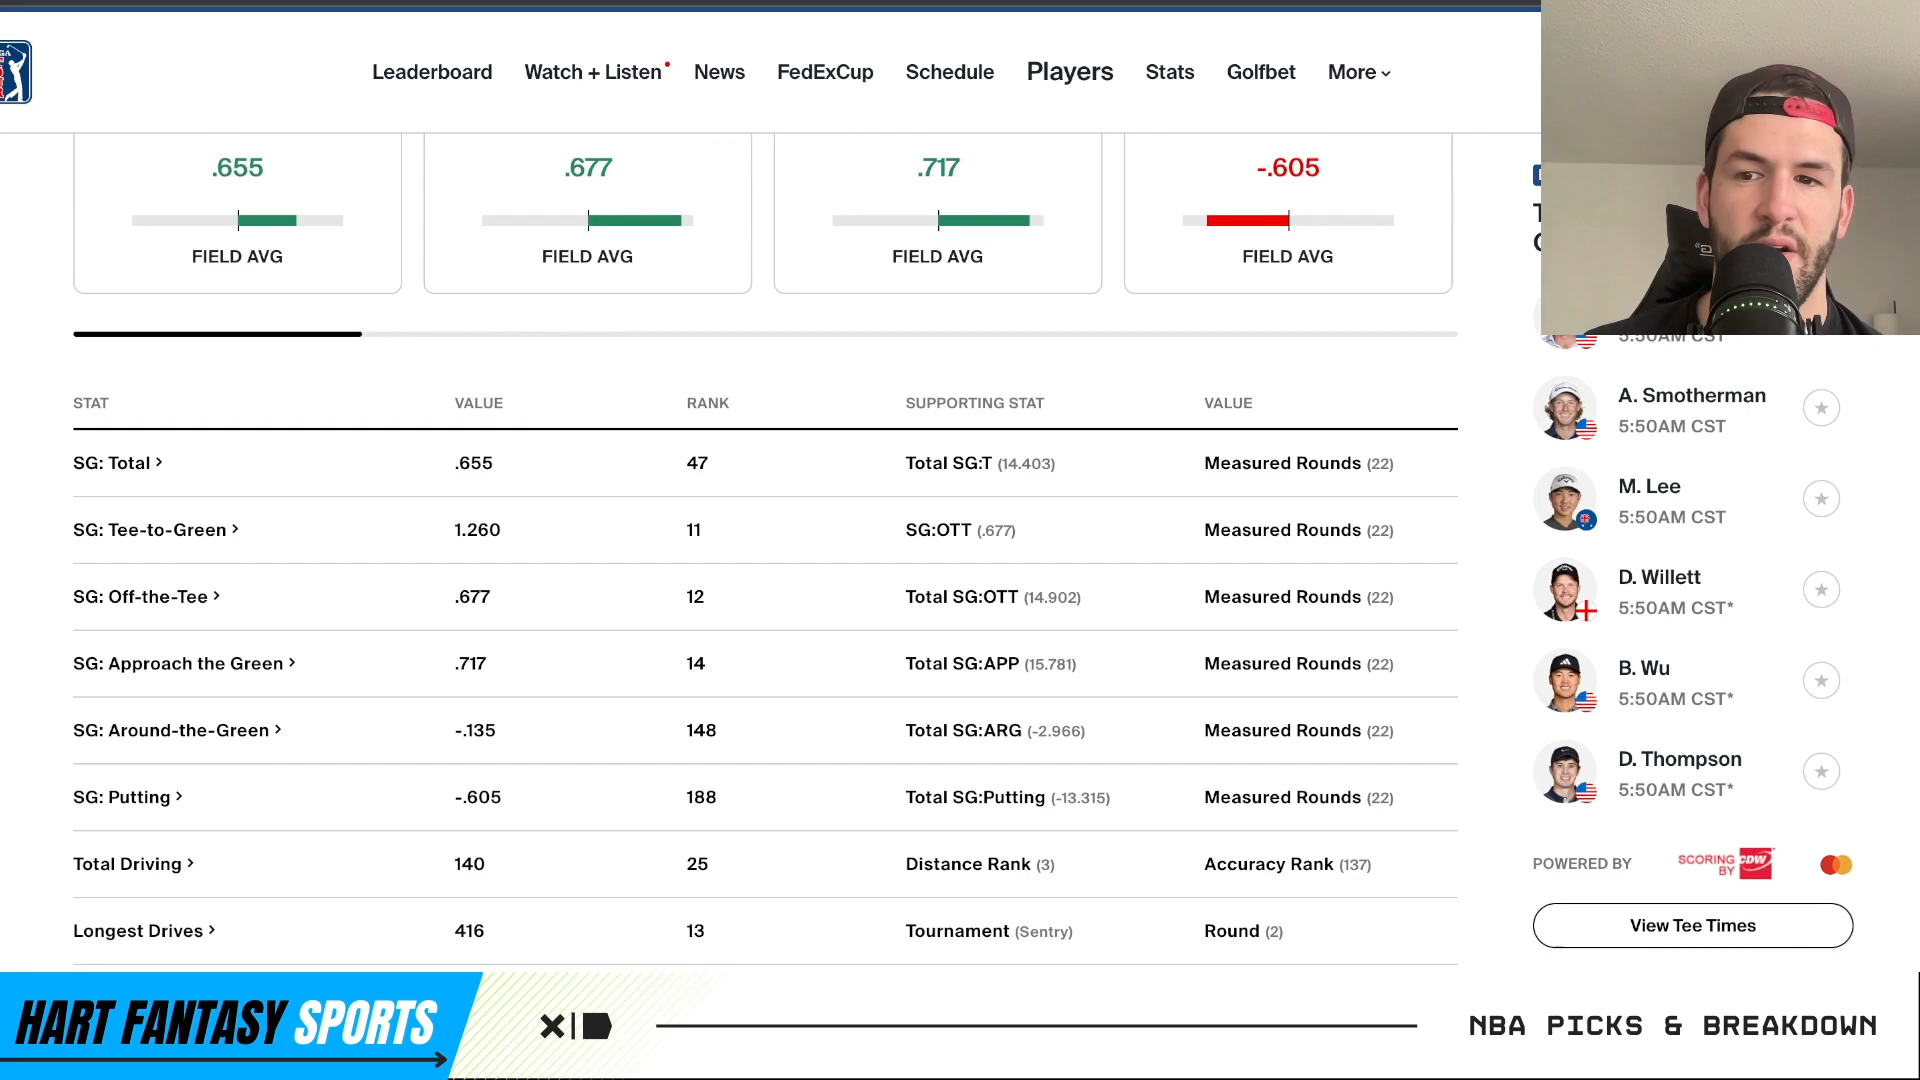 Leaderboard Watch + Listen News FedExCup Schedule Players Stats Golfbet More
.655 .677 .717 -.605
FIELD AVG FIELD AVG FIELD AVG FIELD AVG
STAT VALUE RANK SUPPORTING STAT VALUE
SG: Total > .655 47 Total SG:T (14.403) Measured Rounds (22)
SG: Tee-to-Green > 1.260 11 SG:OTT (.677) Measured Rounds (22)
SG: Off-the-Tee > .677 12 Total SG:OTT (14.902) Measured Rounds (22)
SG: Approach the Green > .717 14 Total SG:APP (15.781) Measured Rounds (22)
SG: Around-the-Green > -.135 148 Total SG:ARG (-2.966) Measured Rounds (22)
SG: Putting > -.605 188 Total SG:Putting (-13.315) Measured Rounds (22)
Total Driving > 140 25 Distance Rank (3) Accuracy Rank (137)
Longest Drives > 416 13 Tournament (Sentry) Round (2)
5:50AM CST
A. Smotherman
5:50AM CST
M. Lee
5:50AM CST
D. Willett
5:50AM CST*
B. Wu
5:50AM CST*
D. Thompson
5:50AM CST*
POWERED BY
SCORING BY CDW
View Tee Times
HART FANTASY SPORTS
NBA PICKS & BREAKDOWN